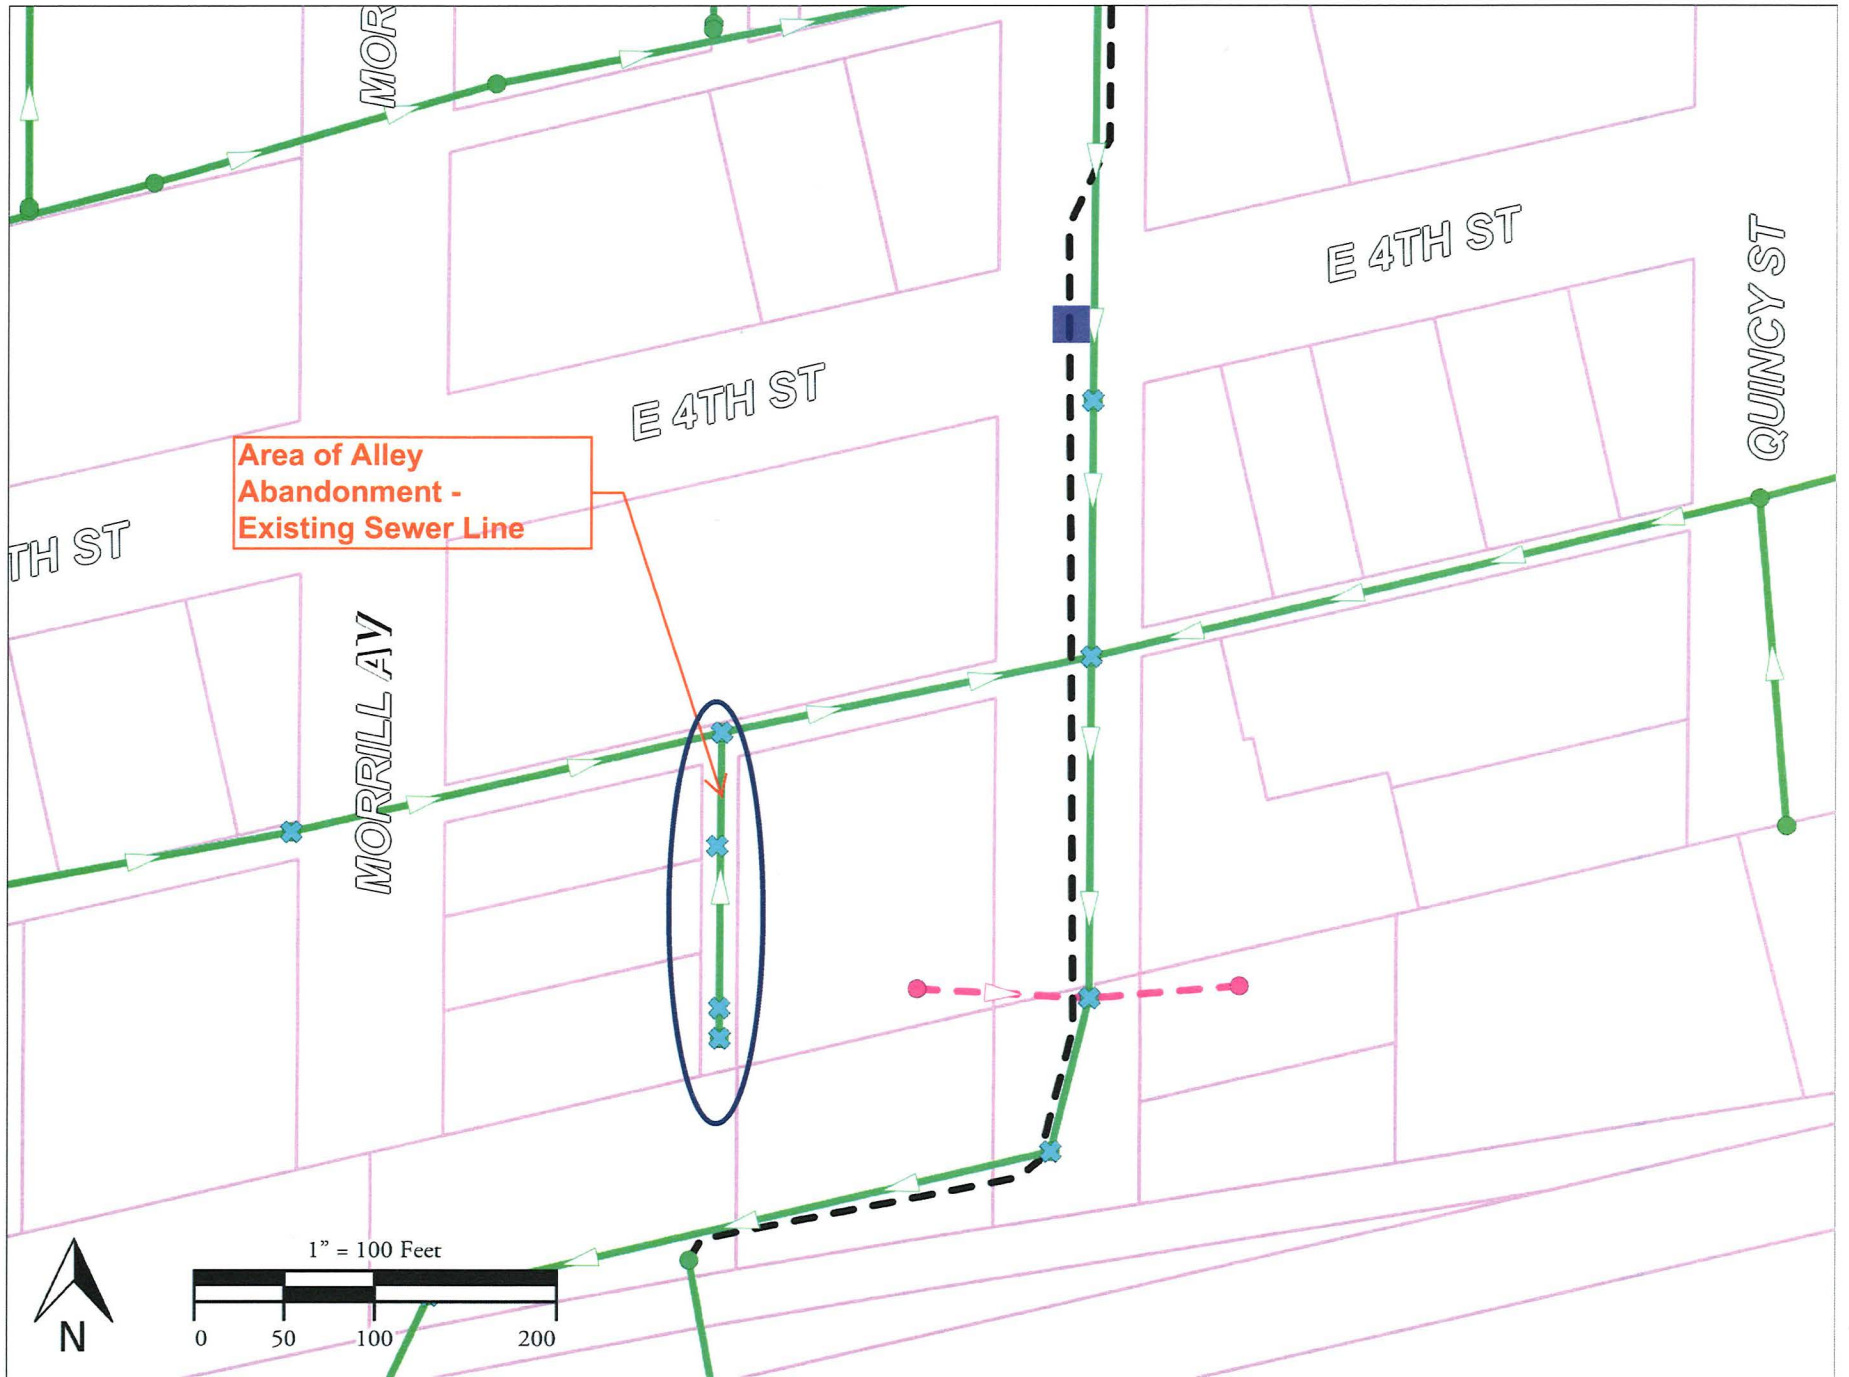 MOR
E 4TH ST
QUINCY ST
E 4TH ST
Area of Alley
Abandonment -
Existing Sewer Line
TH ST
MORRILL AV
1” = 100 Feet
0 50 100 200
N